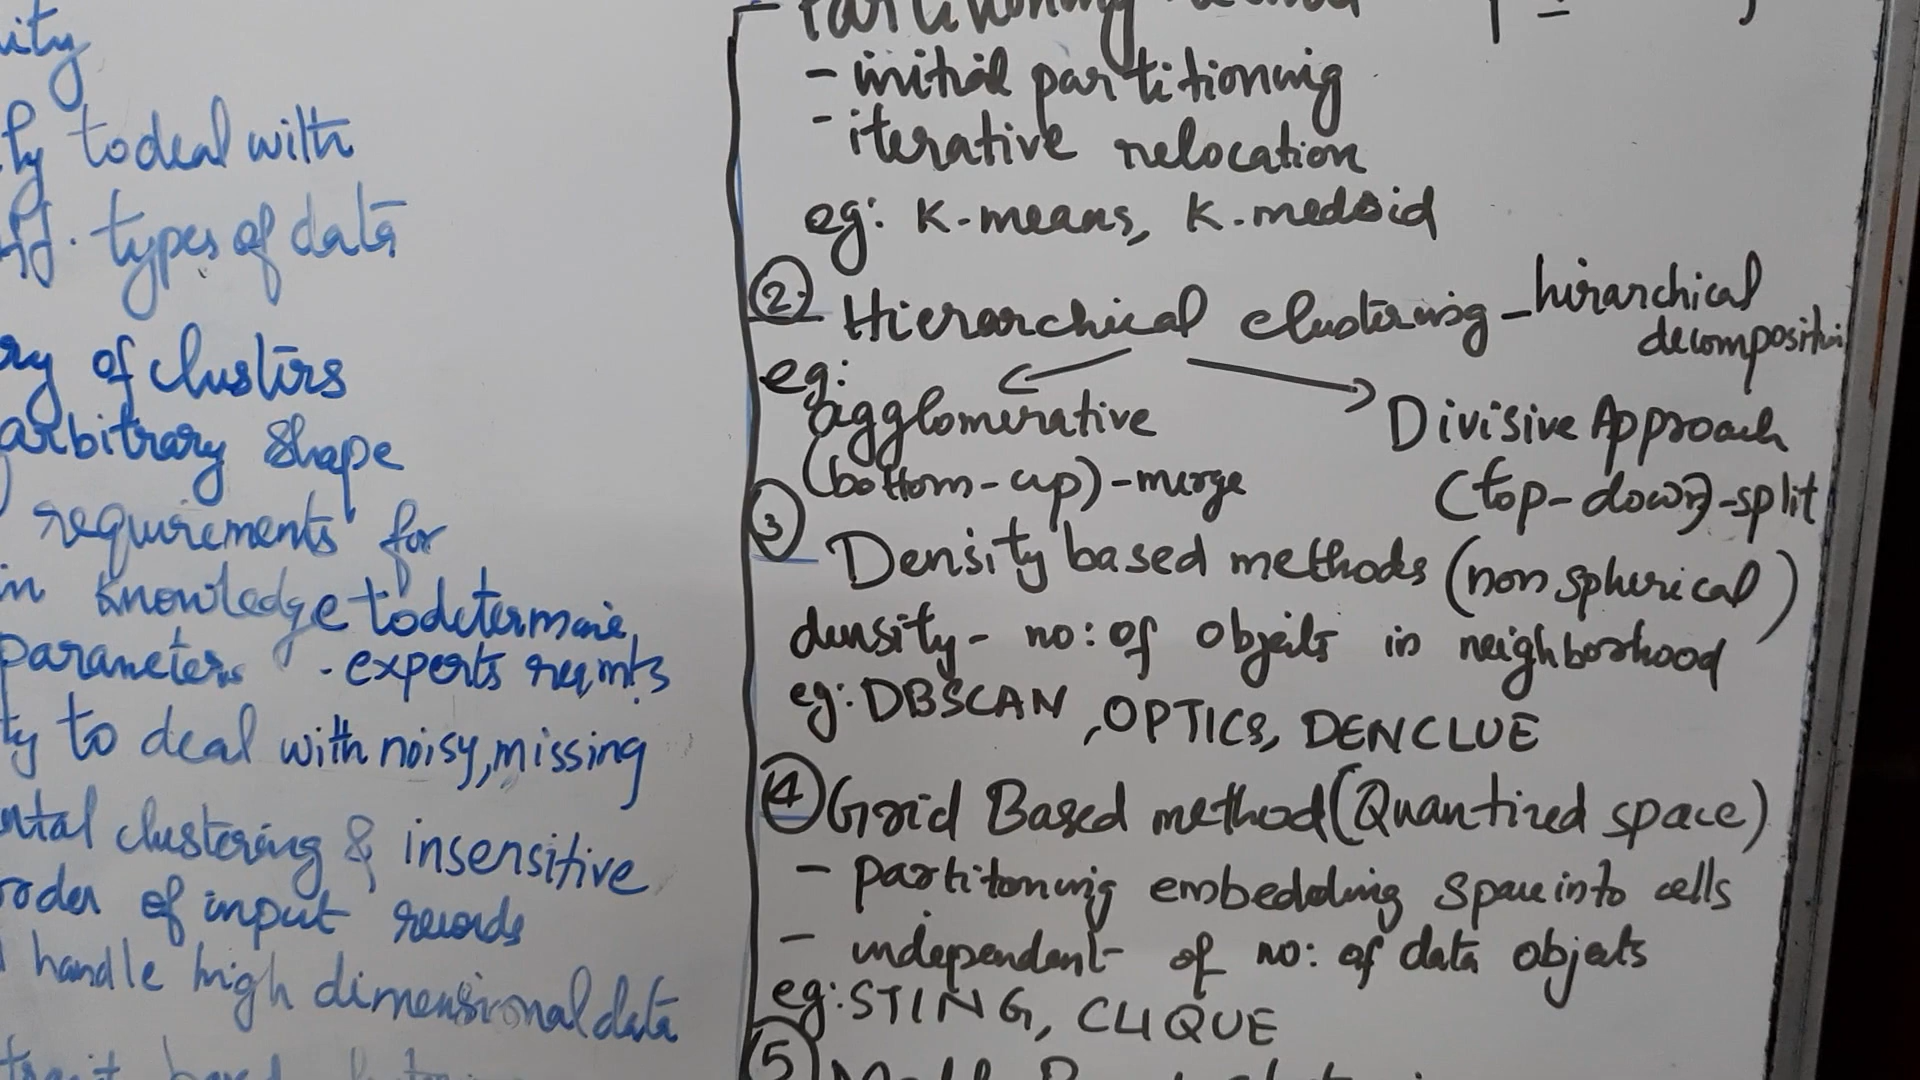 ity
to deal with
types of data
of clusters
arbitrary shape
requirements for
in knowledge to determine
parameters - experts reqmts
ty to deal with noisy, missing
ntal clustering & insensitive
of input records
handle high dimensional data
Partitioning
- initial partitioning
- iterative relocation
eg: K-means, K-medoid
2. Hierarchical clustering - hirarchical
decompositi
eg:
agglomerative
(bottom-up)-merge
Divisive Approach
(top-down)-split
3 Density based methods (non spherical)
density - no: of objects in neighborhood
eg: DBSCAN, OPTICS, DENCLUE
4 Grid Based method (Quantized space)
- partitoning embedding space into cells
- independent of no: of data objects
eg: STING, CLIQUE
5